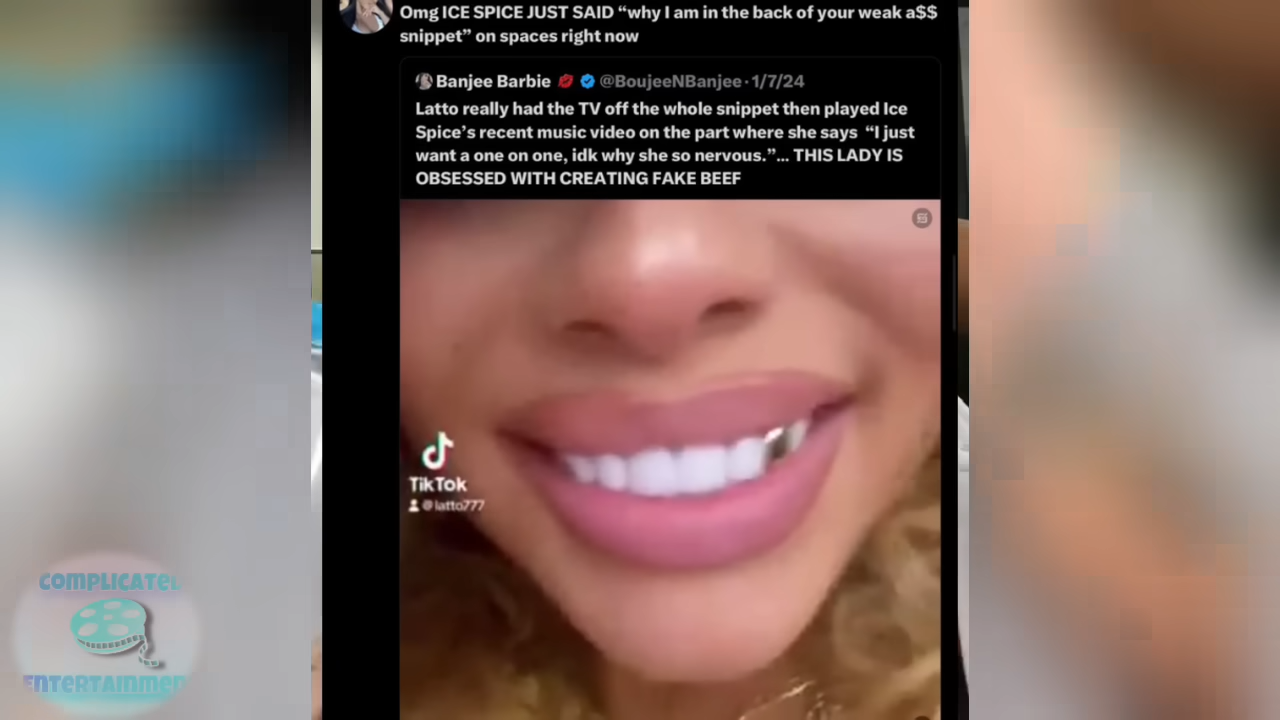 Omg ICE SPICE JUST SAID “why I am in the back of your weak a$$
snippet” on spaces right now
Banjee Barbie @BoujeeNBanjee · 1/7/24
Latto really had the TV off the whole snippet then played Ice
Spice’s recent music video on the part where she says “I just
want a one on one, idk why she so nervous.”... THIS LADY IS
OBSESSED WITH CREATING FAKE BEEF
TikTok
@latto777
COMPLICATED
ENTERTAINMENT